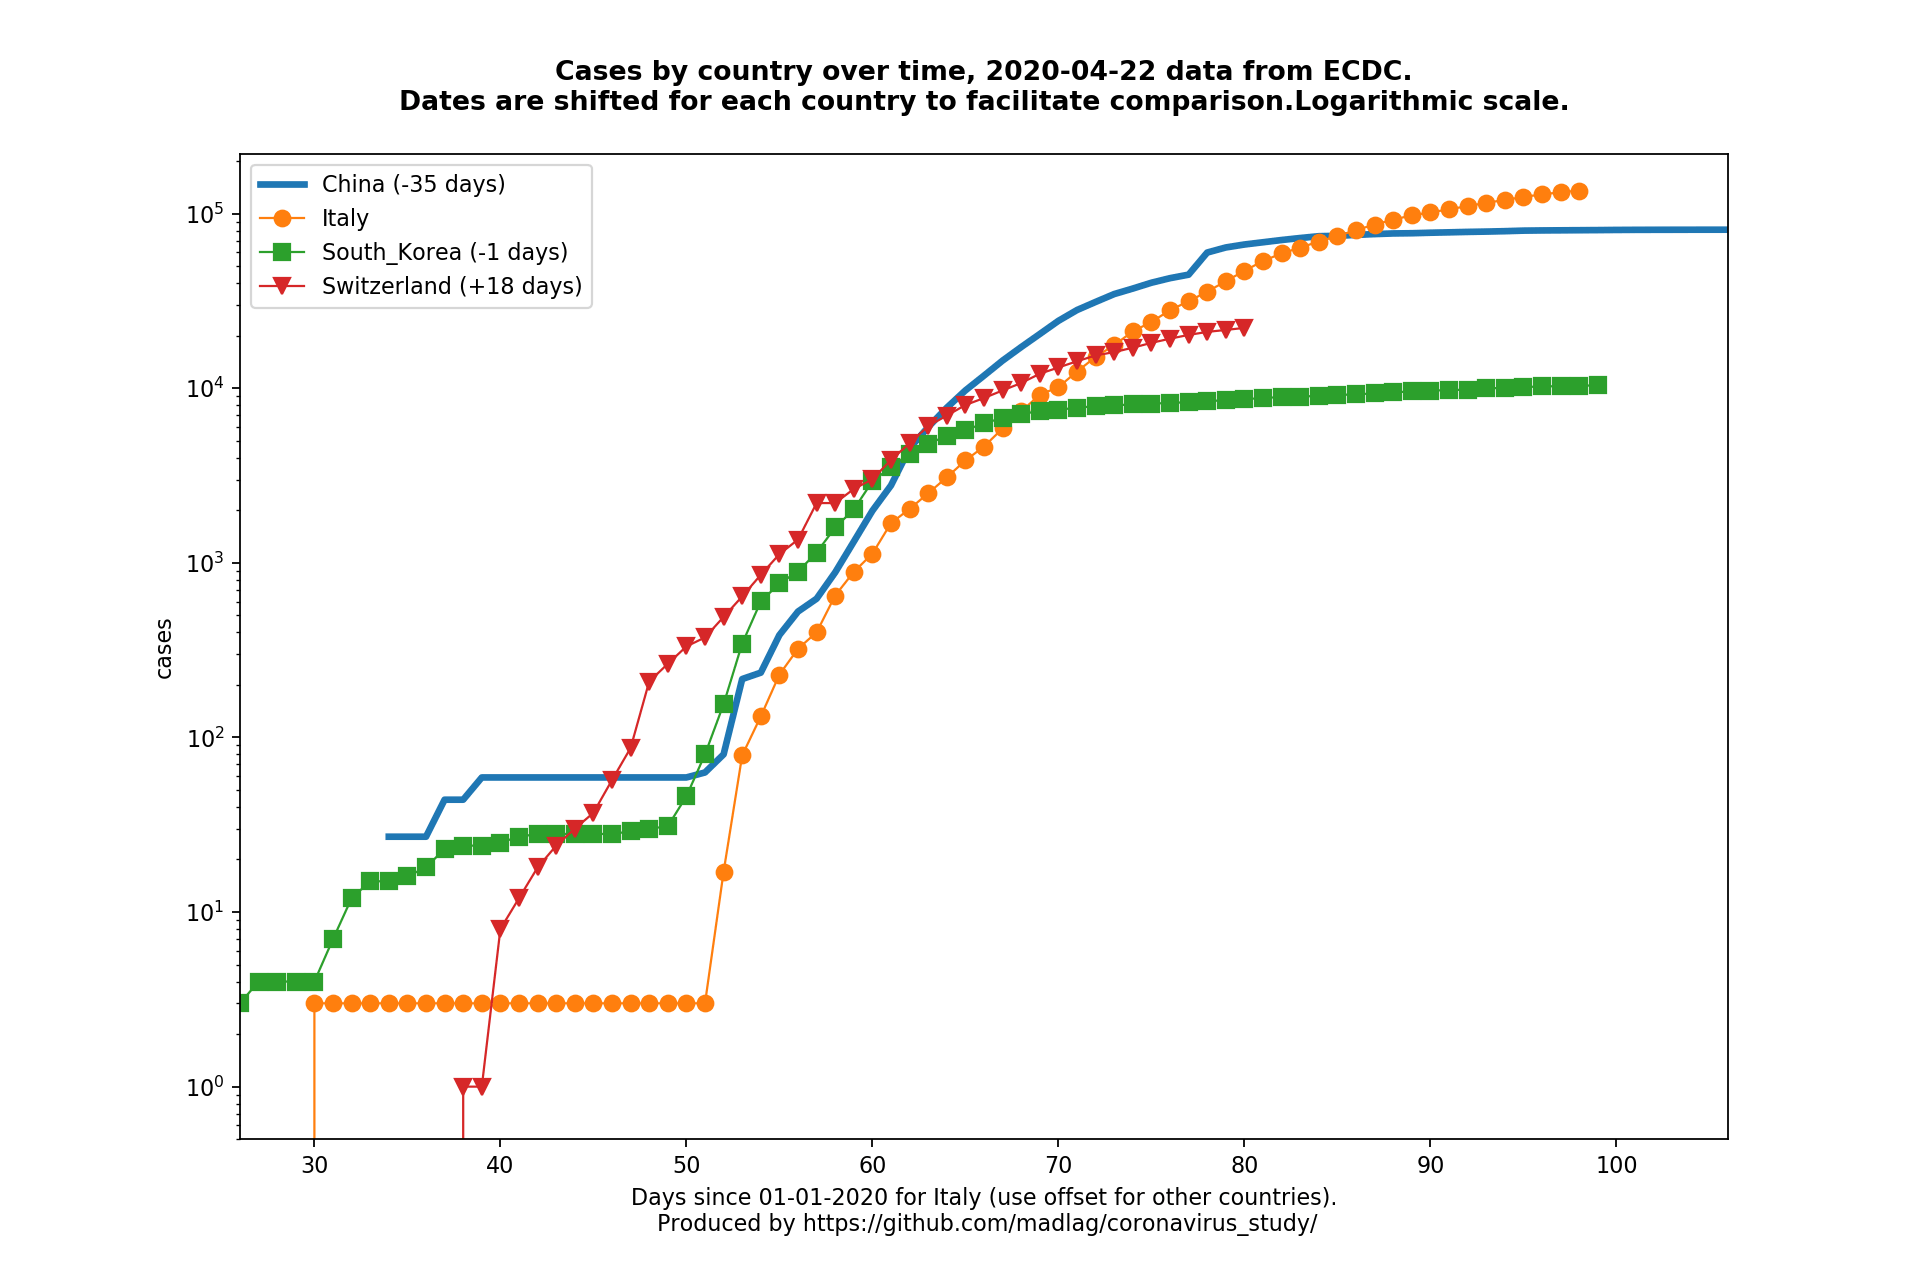 Cases by country over time, 2020-04-22 data from ECDC.
Dates are shifted for each country to facilitate comparison.Logarithmic scale.
China (-35 days)
Italy
South_Korea (-1 days)
Switzerland (+18 days)
10^5
10^4
10^3
10^2
10^1
10^0
cases
30 40 50 60 70 80 90 100
Days since 01-01-2020 for Italy (use offset for other countries).
Produced by https://github.com/madlag/coronavirus_study/